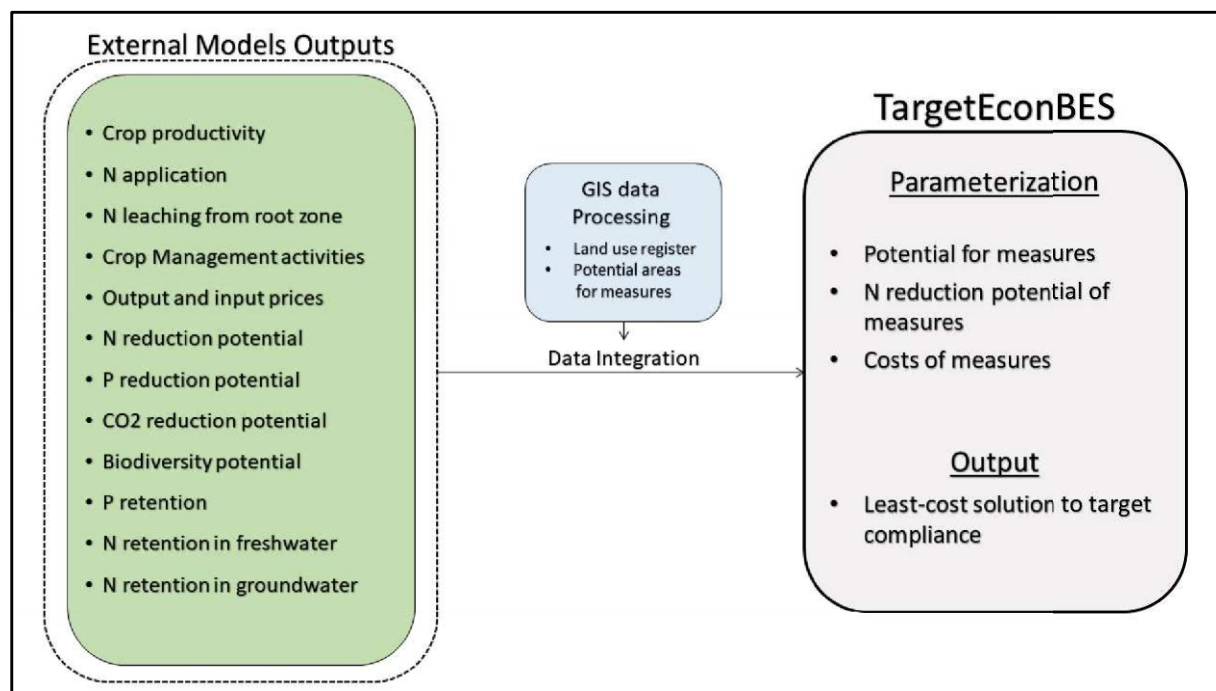 External Models Outputs
• Crop productivity
• N application
• N leaching from root zone
• Crop Management activities
• Output and input prices
• N reduction potential
• P reduction potential
• CO2 reduction potential
• Biodiversity potential
• P retention
• N retention in freshwater
• N retention in groundwater
GIS data
Processing
• Land use register
• Potential areas
for measures
Data Integration
TargetEconBES
Parameterization
• Potential for measures
• N reduction potential of
measures
• Costs of measures
Output
• Least-cost solution to target
compliance